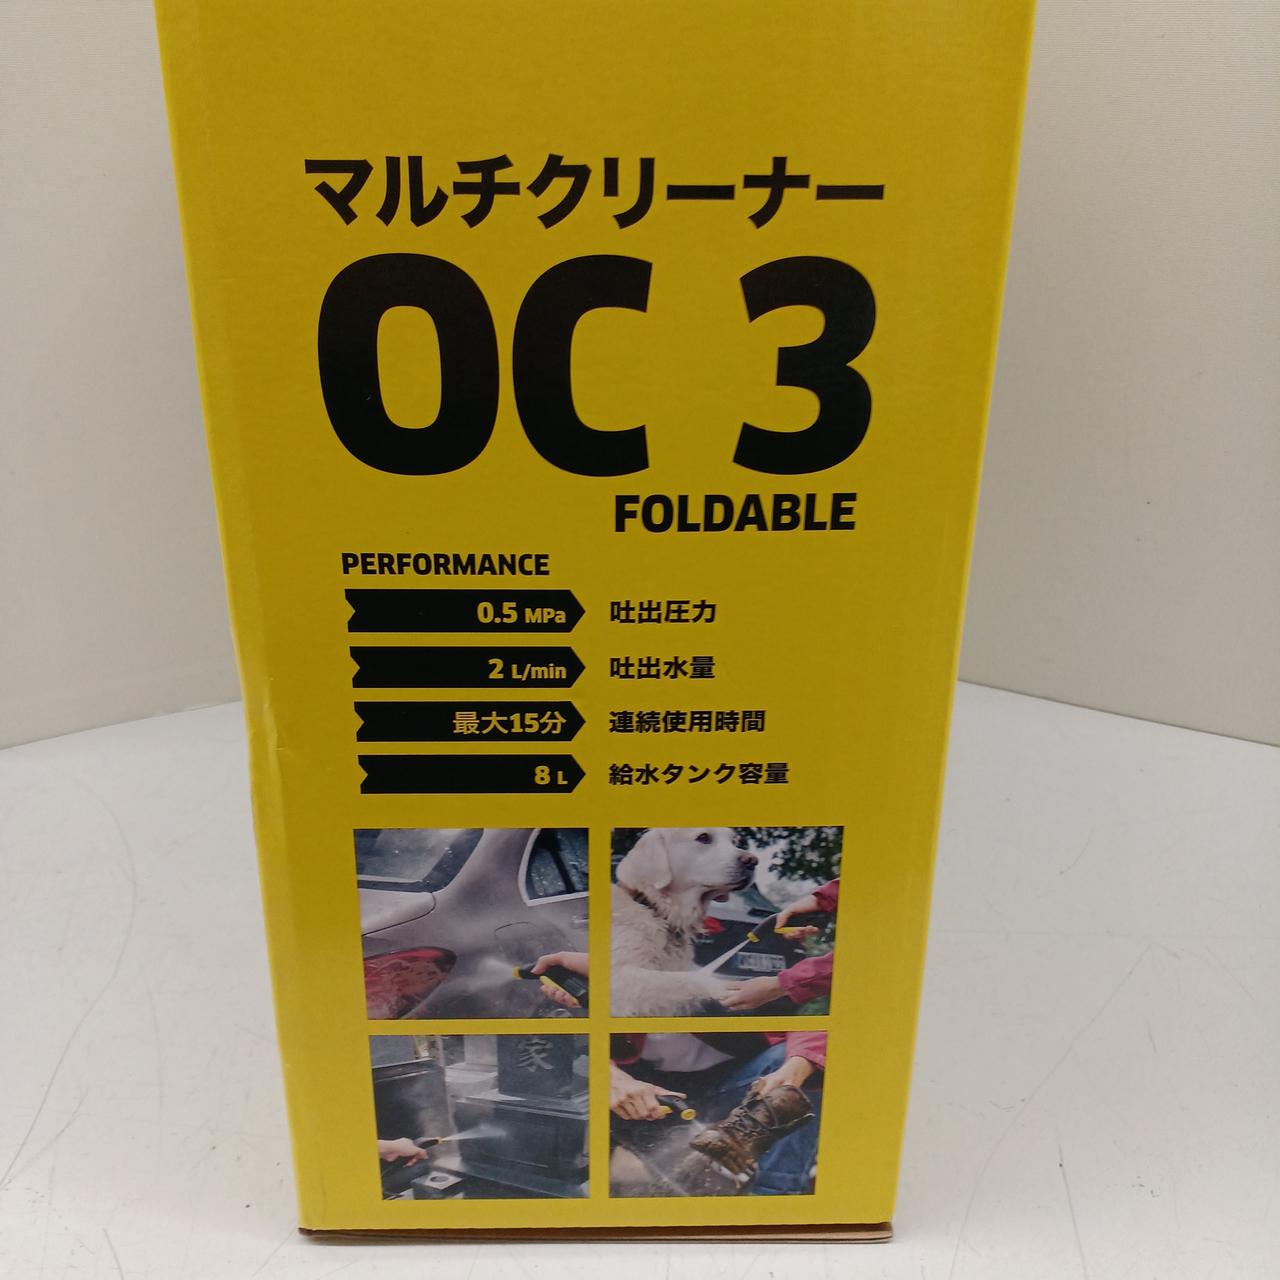 マルチクリーナー
OC 3
FOLDABLE
PERFORMANCE
0.5 MPa 吐出圧力
2 L/min 吐出水量
最大15分 連続使用時間
8 L 給水タンク容量
家